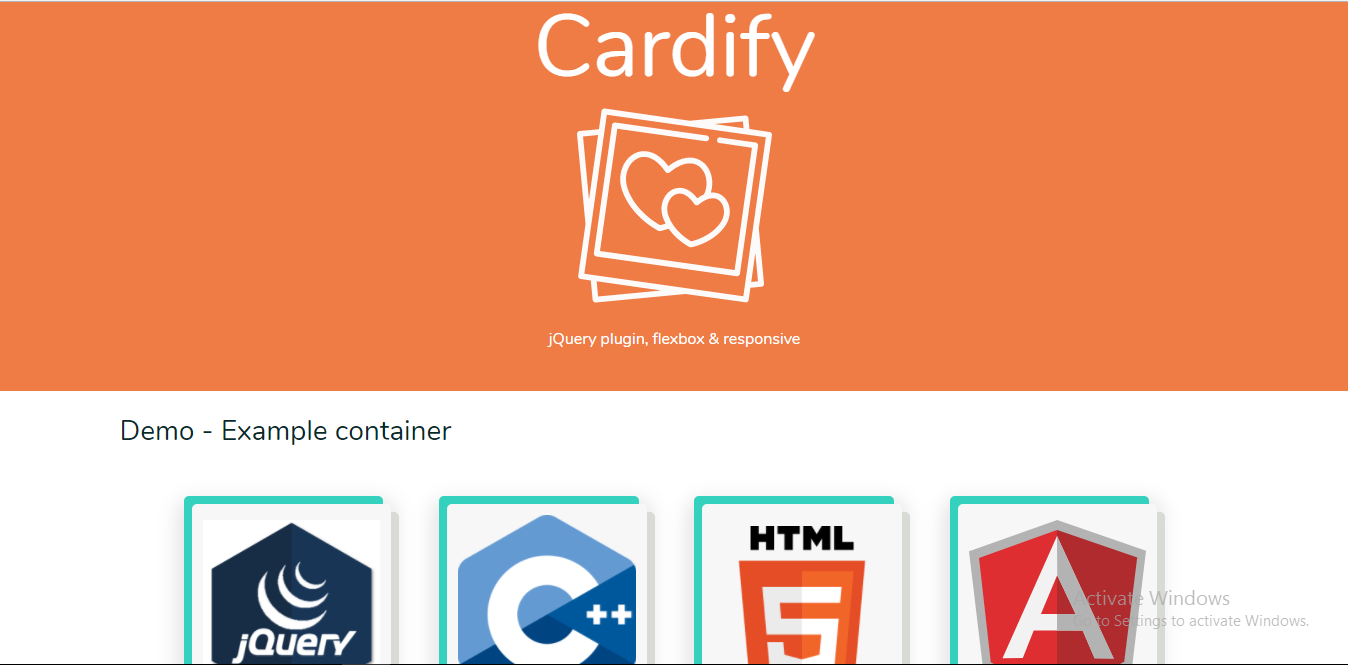 Cardify
jQuery plugin, flexbox & responsive
Demo - Example container
jQuery
C++
HTML
5
A
Activate Windows
Go to Settings to activate Windows.